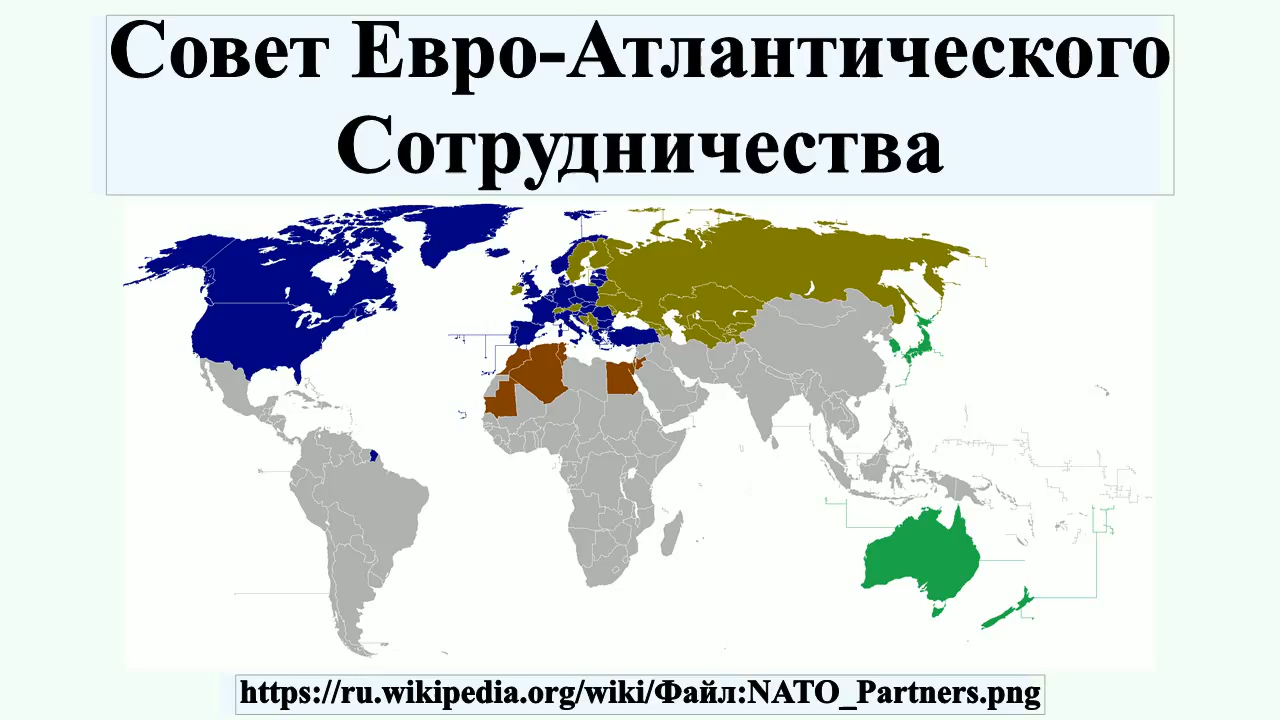 Совет Евро-Атлантического
Сотрудничества
https://ru.wikipedia.org/wiki/Файл:NATO_Partners.png